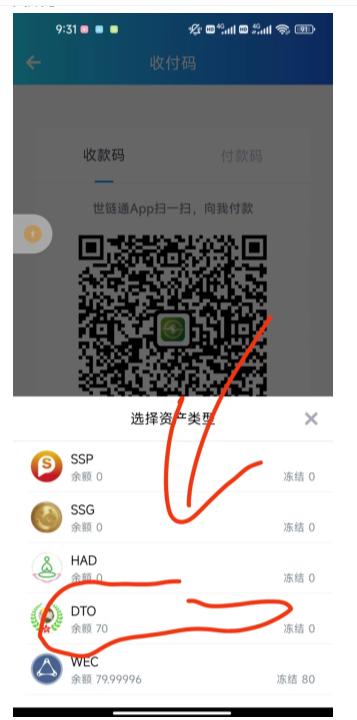 9:31
收付码
收款码 付款码
世链通App扫一扫，向我付款
选择资产类型
SSP
余额 0 冻结 0
SSG
余额 0 冻结 0
HAD
余额 0 冻结 0
DTO
余额 70 冻结 0
WEC
余额 79.99996 冻结 80